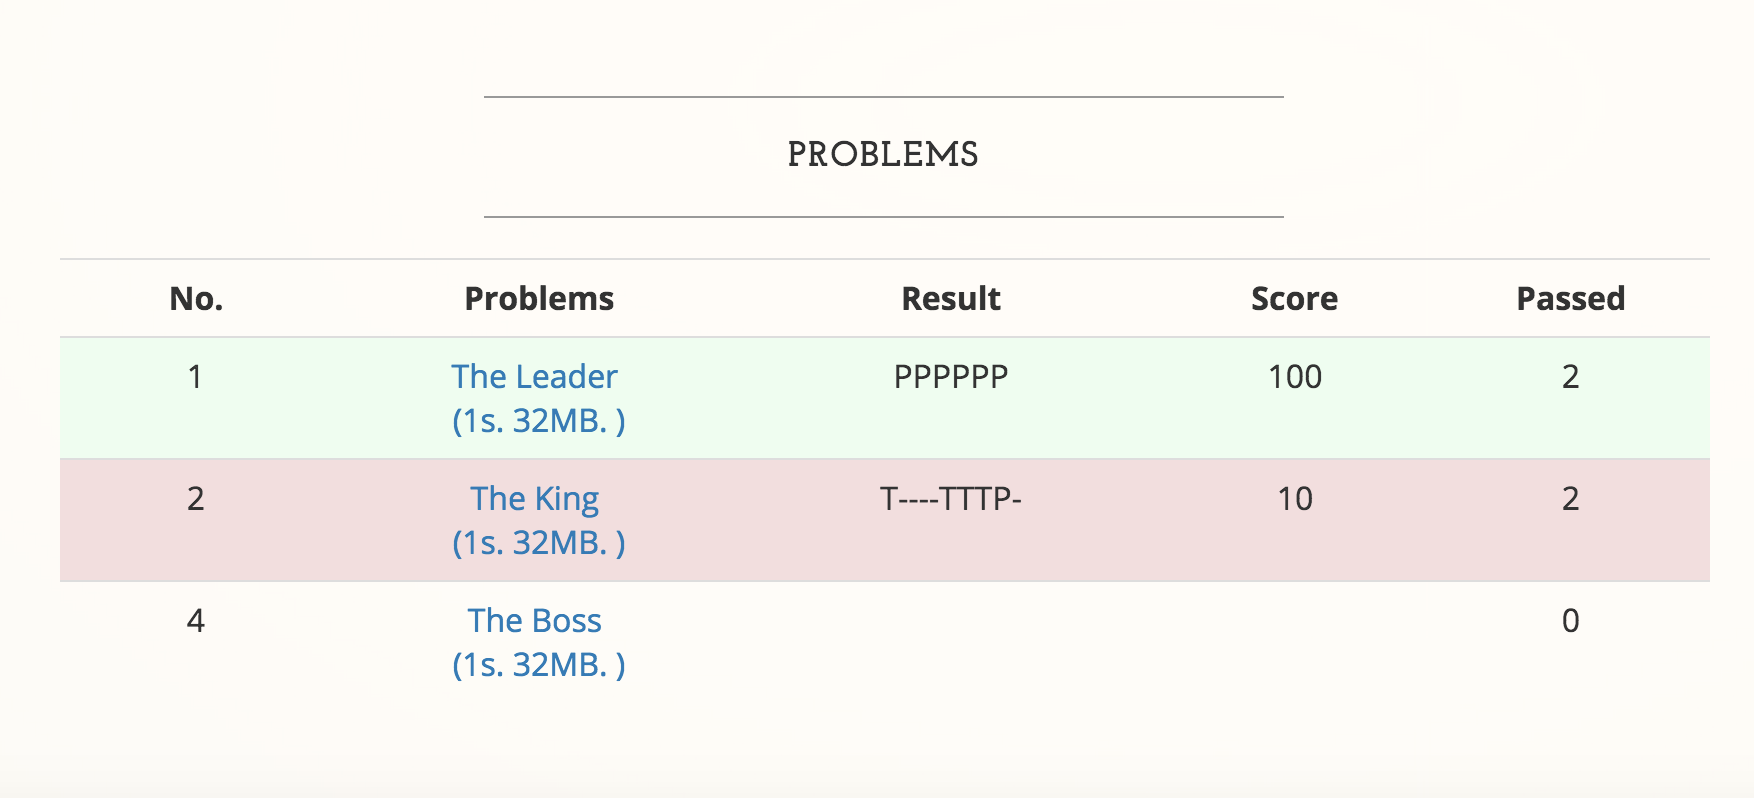 PROBLEMS
No. Problems Result Score Passed
1 The Leader PPPPPP 100 2
(1s. 32MB. )
2 The King T----TTTP- 10 2
(1s. 32MB. )
4 The Boss 0
(1s. 32MB. )